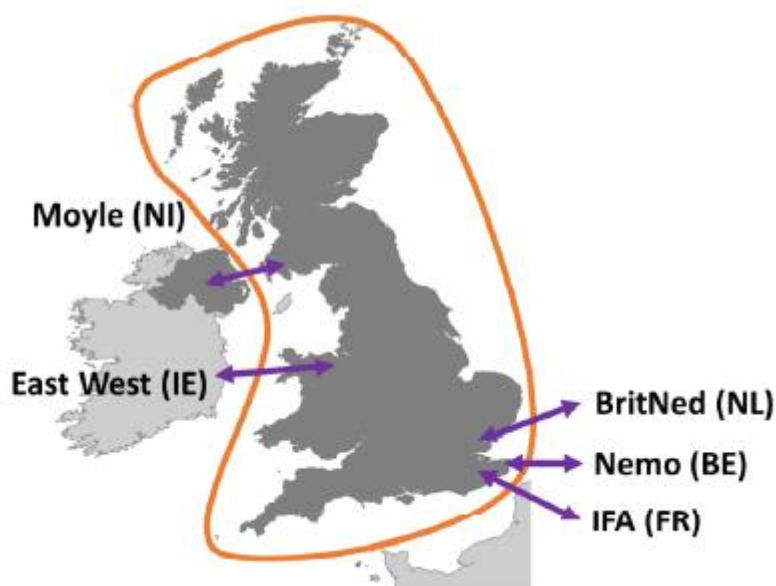 Moyle (NI)
East West (IE)
BritNed (NL)
Nemo (BE)
IFA (FR)